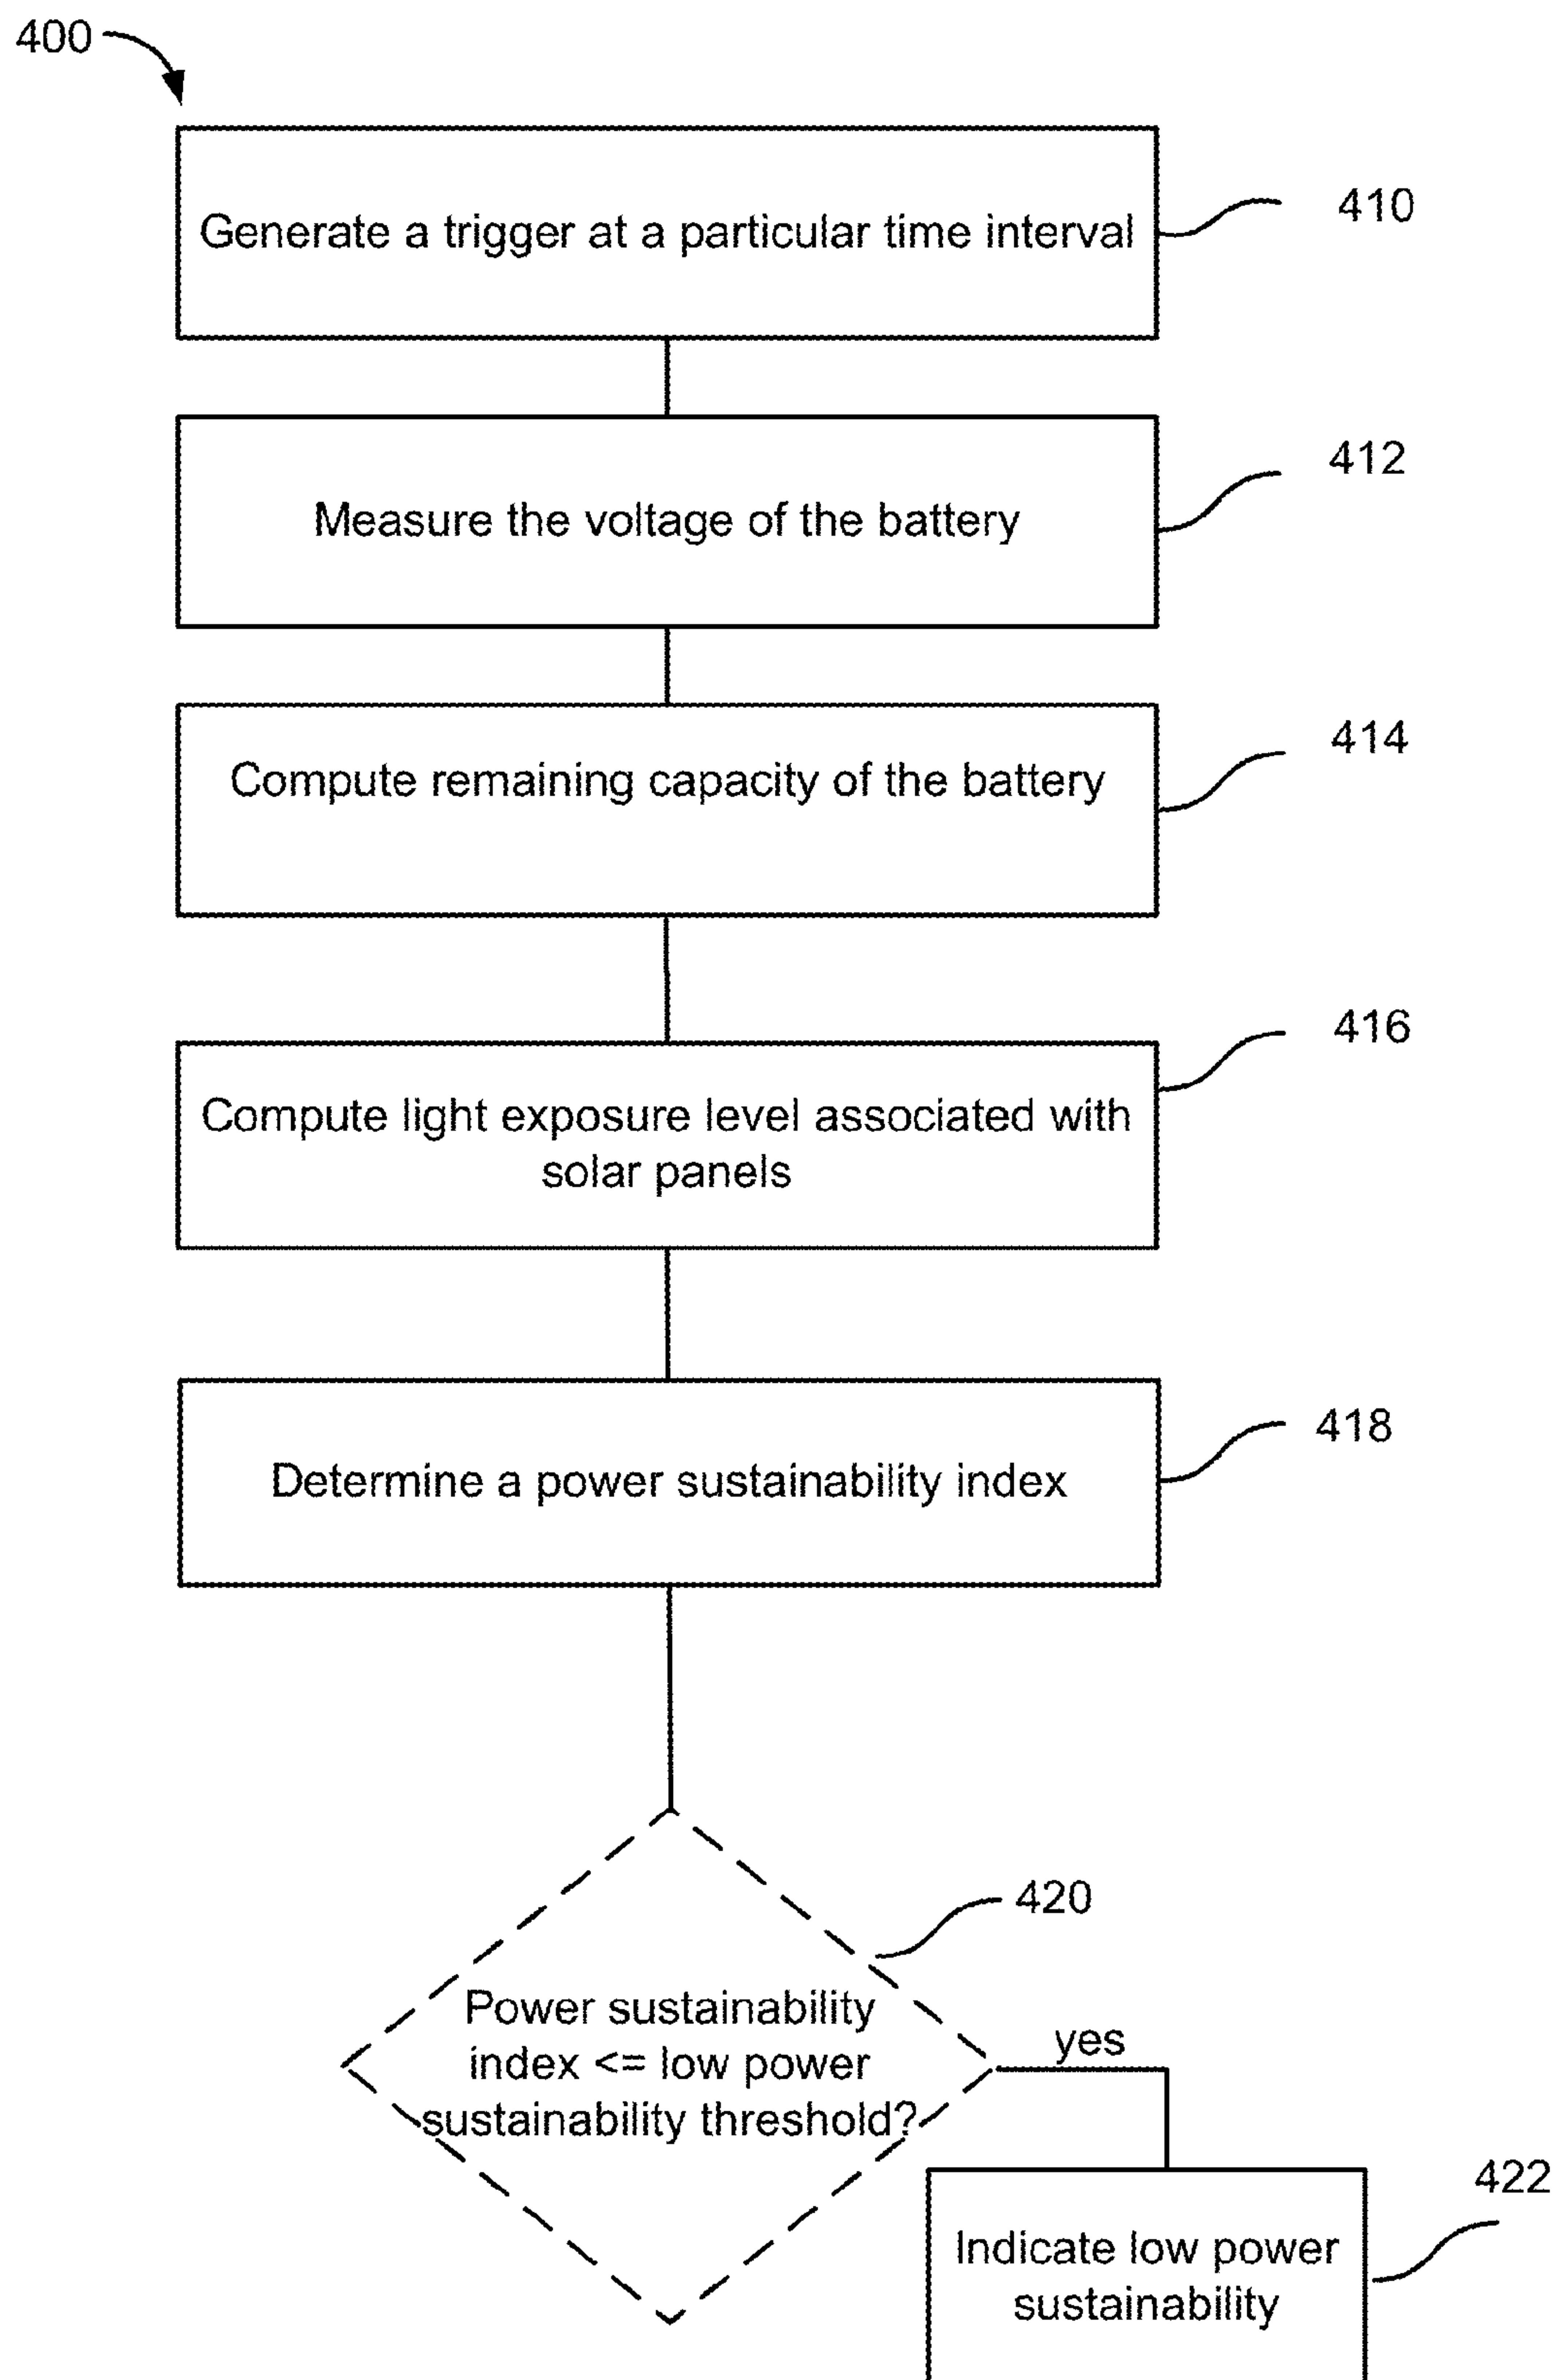 400
Generate a trigger at a particular time interval
410
Measure the voltage of the battery
412
Compute remaining capacity of the battery
414
Compute light exposure level associated with
solar panels
416
Determine a power sustainability index
418
420
Power sustainability
index <= low power
sustainability threshold?
yes
422
Indicate low power
sustainability